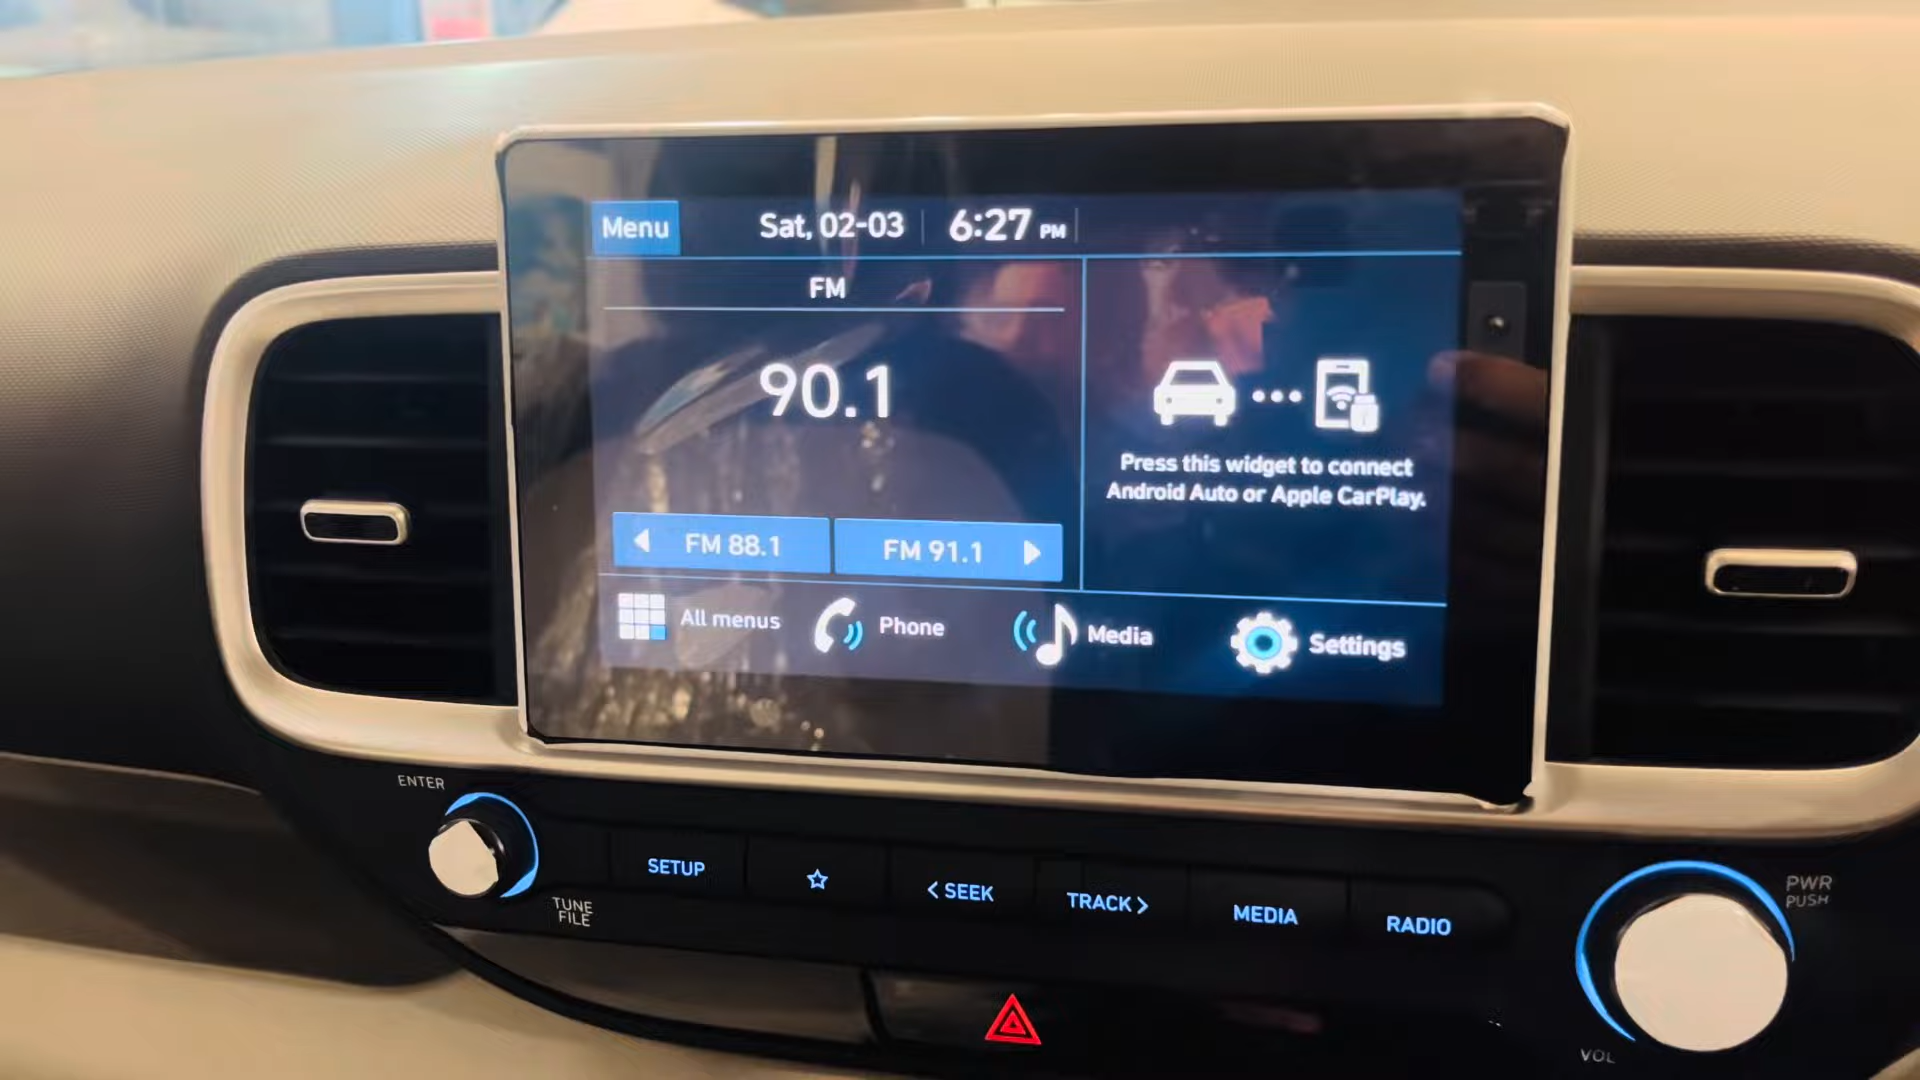 Menu
Sat, 02-03
6:27 PM
FM
90.1
FM 88.1
FM 91.1
Press this widget to connect
Android Auto or Apple CarPlay.
All menus
Phone
Media
Settings
ENTER
TUNE
FILE
SETUP
< SEEK
TRACK >
MEDIA
RADIO
PWR
PUSH
VOL